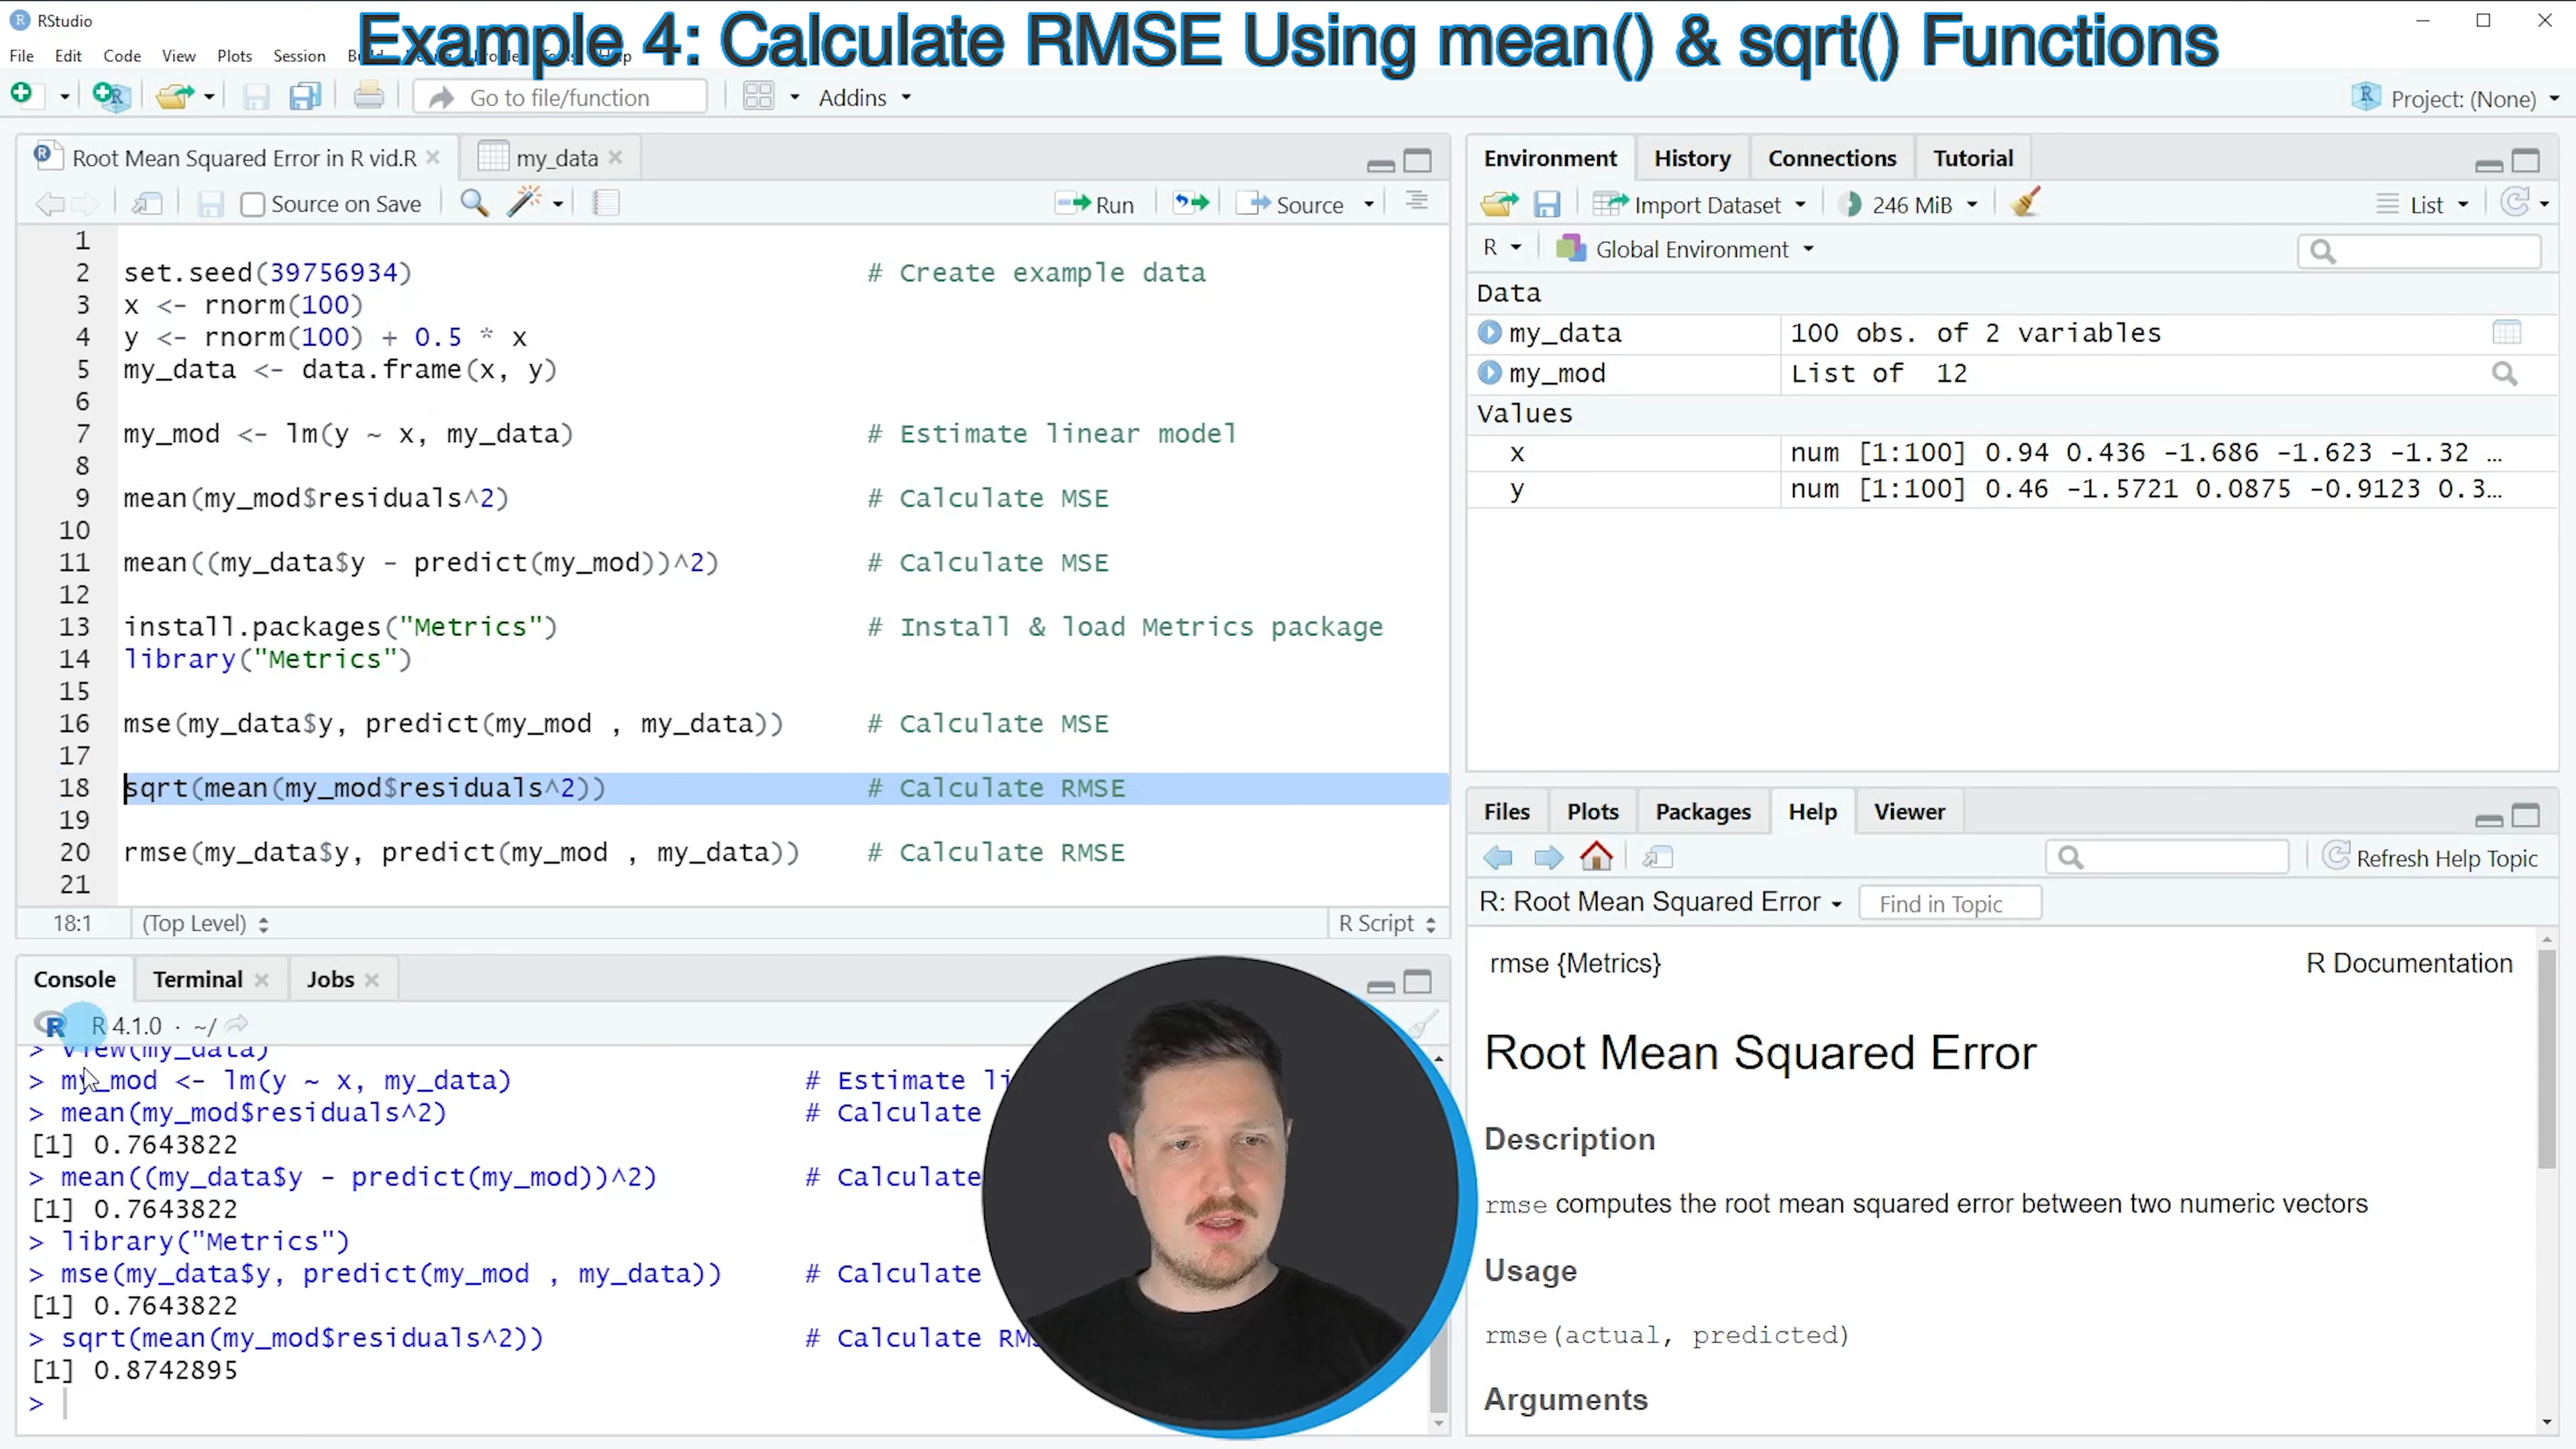 RStudio
Example 4: Calculate RMSE Using mean() & sqrt() Functions
File Edit Code View Plots Session
Go to file/function Addins Project: (None)
Root Mean Squared Error in R vid.R my_data
Source on Save Run Source
1
2 set.seed(39756934) # Create example data
3 x <- rnorm(100)
4 y <- rnorm(100) + 0.5 * x
5 my_data <- data.frame(x, y)
6
7 my_mod <- lm(y ~ x, my_data) # Estimate linear model
8
9 mean(my_mod$residuals^2) # Calculate MSE
10
11 mean((my_data$y - predict(my_mod))^2) # Calculate MSE
12
13 install.packages("Metrics") # Install & load Metrics package
14 library("Metrics")
15
16 mse(my_data$y, predict(my_mod , my_data)) # Calculate MSE
17
18 sqrt(mean(my_mod$residuals^2)) # Calculate RMSE
19
20 rmse(my_data$y, predict(my_mod , my_data)) # Calculate RMSE
21
18:1 (Top Level) R Script
Console Terminal Jobs
R 4.1.0 · ~/
> View(my_data)
> my_mod <- lm(y ~ x, my_data) # Estimate li
> mean(my_mod$residuals^2) # Calculate
[1] 0.7643822
> mean((my_data$y - predict(my_mod))^2) # Calculate
[1] 0.7643822
> library("Metrics")
> mse(my_data$y, predict(my_mod , my_data)) # Calculate
[1] 0.7643822
> sqrt(mean(my_mod$residuals^2)) # Calculate RMS
[1] 0.8742895
>
Environment History Connections Tutorial
Import Dataset 246 MiB List
R Global Environment
Data
my_data 100 obs. of 2 variables
my_mod List of 12
Values
x num [1:100] 0.94 0.436 -1.686 -1.623 -1.32 ...
y num [1:100] 0.46 -1.5721 0.0875 -0.9123 0.3...
Files Plots Packages Help Viewer
Refresh Help Topic
R: Root Mean Squared Error Find in Topic
rmse {Metrics} R Documentation
Root Mean Squared Error
Description
rmse computes the root mean squared error between two numeric vectors
Usage
rmse(actual, predicted)
Arguments